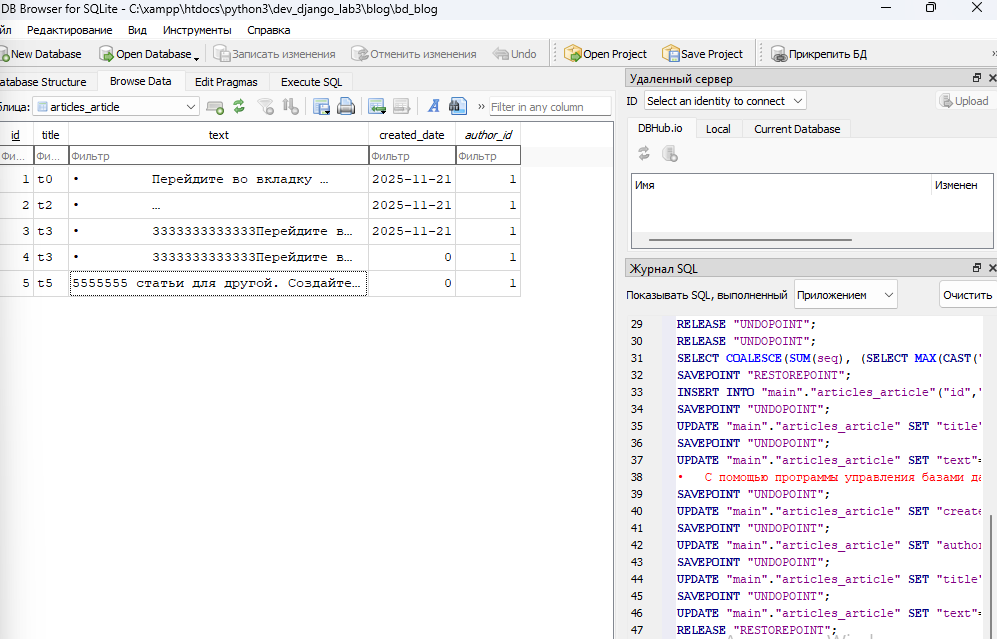 DB Browser for SQLite - C:\xampp\htdocs\python3\dev_django_lab3\blog\bd_blog
йл Редактирование Вид Инструменты Справка
New Database Open Database Записать изменения Отменить изменения Undo Open Project Save Project Прикрепить БД »
atabase Structure Browse Data Edit Pragmas Execute SQL
блица: articles_article » Filter in any column
id title text created_date author_id
Фи... Фи... Фильтр Фильтр Фильтр
1 t0 • Перейдите во вкладку … 2025-11-21 1
2 t2 • … 2025-11-21 1
3 t3 • 3333333333333Перейдите в… 2025-11-21 1
4 t3 • 3333333333333Перейдите в… 0 1
5 t5 5555555 статьи для другой. Создайте… 0 1
Удаленный сервер
ID Select an identity to connect Upload
DBHub.io Local Current Database
Имя Изменен
Журнал SQL
Показывать SQL, выполненный Приложением Очистить
29 RELEASE "UNDOPOINT";
30 RELEASE "UNDOPOINT";
31 SELECT COALESCE(SUM(seq), (SELECT MAX(CAST(
32 SAVEPOINT "RESTOREPOINT";
33 INSERT INTO "main"."articles_article"("id",
34 SAVEPOINT "UNDOPOINT";
35 UPDATE "main"."articles_article" SET "title"
36 SAVEPOINT "UNDOPOINT";
37 UPDATE "main"."articles_article" SET "text"=
38 • С помощью программы управления базами да
39 SAVEPOINT "UNDOPOINT";
40 UPDATE "main"."articles_article" SET "create
41 SAVEPOINT "UNDOPOINT";
42 UPDATE "main"."articles_article" SET "autho
43 SAVEPOINT "UNDOPOINT";
44 UPDATE "main"."articles_article" SET "title"
45 SAVEPOINT "UNDOPOINT";
46 UPDATE "main"."articles_article" SET "text"=
47 RELEASE "RESTOREPOINT";